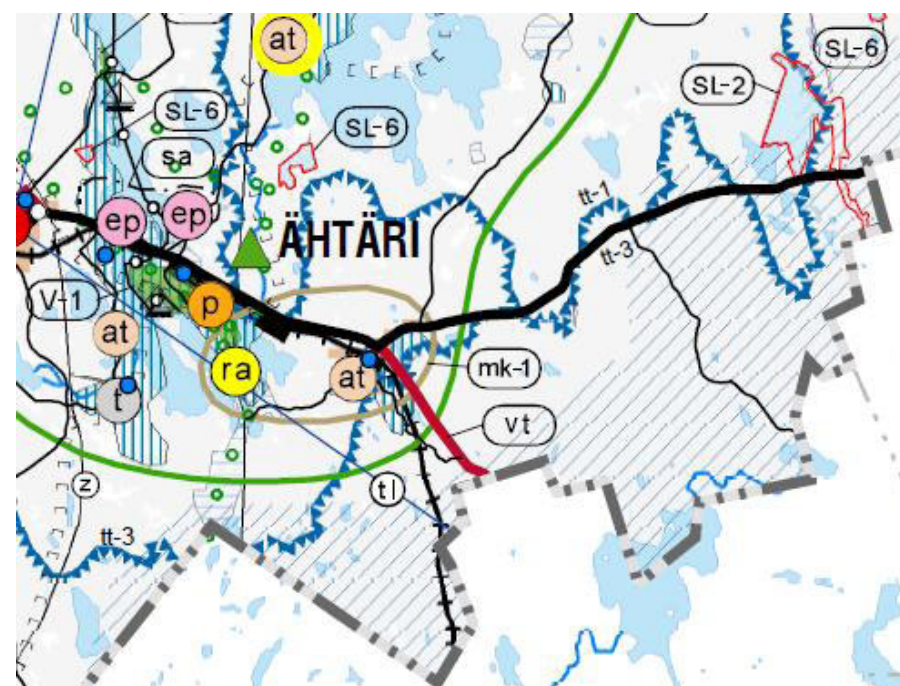 at
SL-6
SL-6
SL-2
SL-6
sa
tt-1
ep
ep
ÄHTÄRI
tt-3
V-1
p
at
ra
at
mk-1
t
vt
z
tl
tt-3